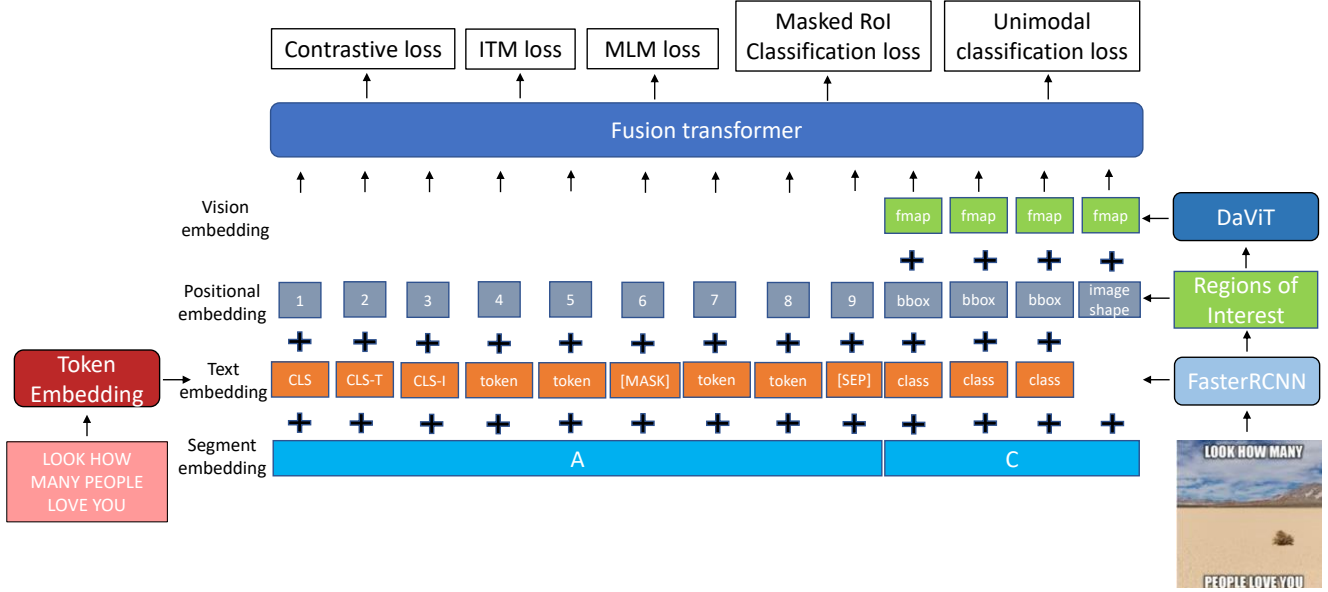 Contrastive loss
ITM loss
MLM loss
Masked RoI
Classification loss
Unimodal
classification loss
Fusion transformer
Vision
embedding
fmap
fmap
fmap
fmap
DaViT
Positional
embedding
1
2
3
4
5
6
7
8
9
bbox
bbox
bbox
image
shape
Regions of
Interest
Token
Embedding
Text
embedding
CLS
CLS-T
CLS-I
token
token
[MASK]
token
token
[SEP]
class
class
class
FasterRCNN
Segment
embedding
A
C
LOOK HOW
MANY PEOPLE
LOVE YOU
LOOK HOW MANY
PEOPLE LOVE YOU